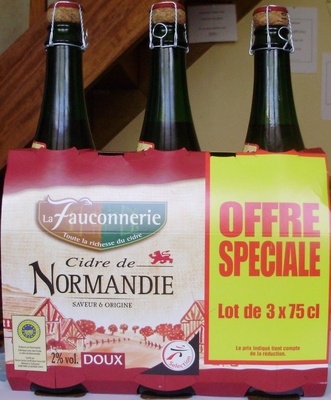 La Fauconnerie
Toute la richesse du cidre
Cidre de
NORMANDIE
SAVEUR & ORIGINE
2% vol.
DOUX
OFFRE
SPECIALE
Lot de 3 x 75 cl
Le prix indiqué tient compte
de la réduction.